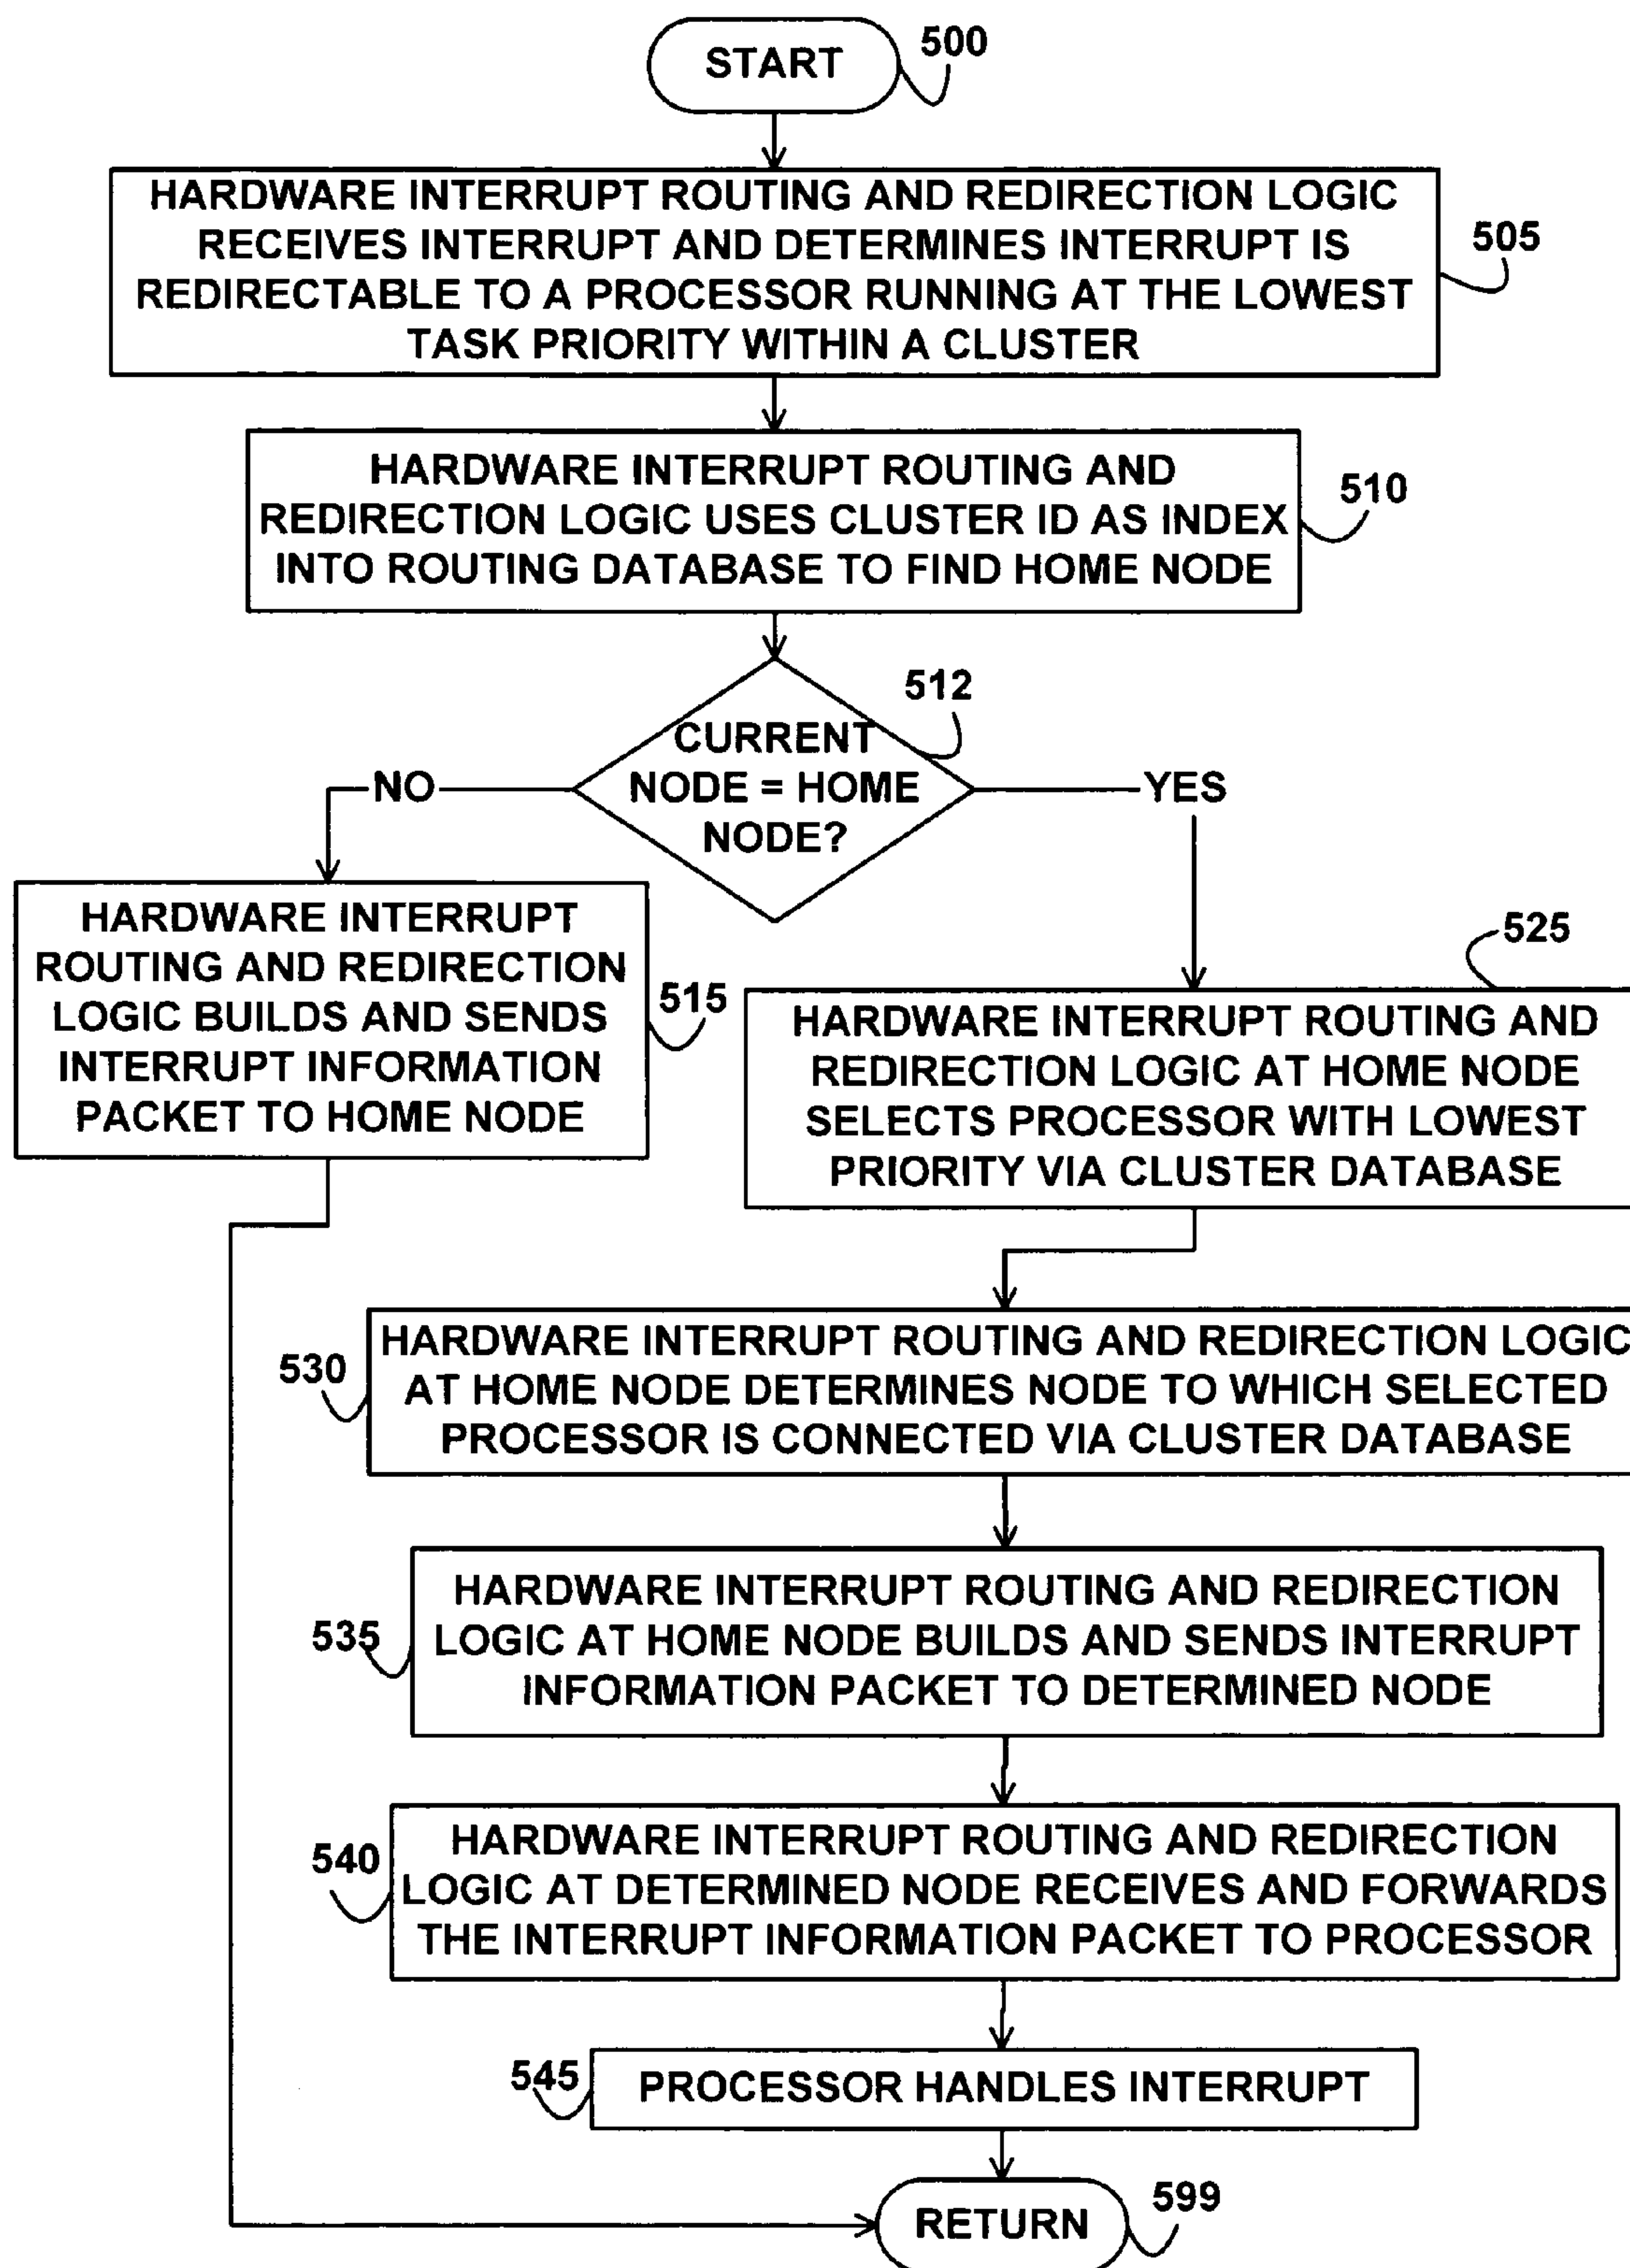 START
500
HARDWARE INTERRUPT ROUTING AND REDIRECTION LOGIC
RECEIVES INTERRUPT AND DETERMINES INTERRUPT IS
REDIRECTABLE TO A PROCESSOR RUNNING AT THE LOWEST
TASK PRIORITY WITHIN A CLUSTER
505
HARDWARE INTERRUPT ROUTING AND
REDIRECTION LOGIC USES CLUSTER ID AS INDEX
INTO ROUTING DATABASE TO FIND HOME NODE
510
512
CURRENT
NODE = HOME
NODE?
NO
YES
HARDWARE INTERRUPT
ROUTING AND REDIRECTION
LOGIC BUILDS AND SENDS
INTERRUPT INFORMATION
PACKET TO HOME NODE
515
525
HARDWARE INTERRUPT ROUTING AND
REDIRECTION LOGIC AT HOME NODE
SELECTS PROCESSOR WITH LOWEST
PRIORITY VIA CLUSTER DATABASE
530
HARDWARE INTERRUPT ROUTING AND REDIRECTION LOGIC
AT HOME NODE DETERMINES NODE TO WHICH SELECTED
PROCESSOR IS CONNECTED VIA CLUSTER DATABASE
535
HARDWARE INTERRUPT ROUTING AND REDIRECTION
LOGIC AT HOME NODE BUILDS AND SENDS INTERRUPT
INFORMATION PACKET TO DETERMINED NODE
540
HARDWARE INTERRUPT ROUTING AND REDIRECTION
LOGIC AT DETERMINED NODE RECEIVES AND FORWARDS
THE INTERRUPT INFORMATION PACKET TO PROCESSOR
545
PROCESSOR HANDLES INTERRUPT
RETURN
599